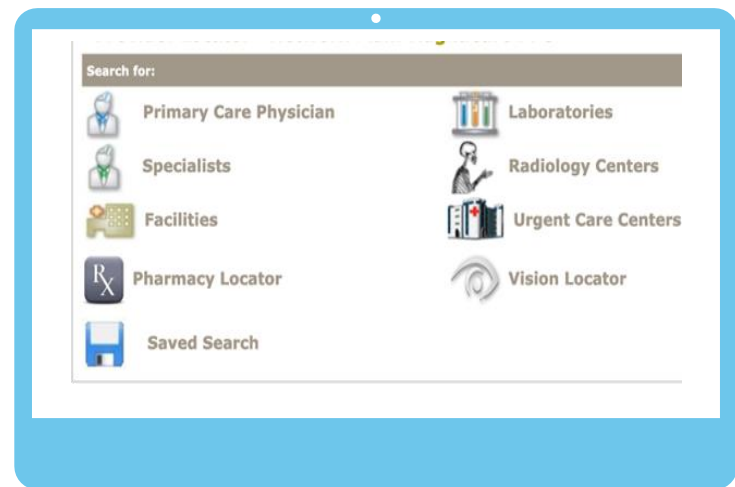 Search for:
Primary Care Physician
Laboratories
Specialists
Radiology Centers
Facilities
Urgent Care Centers
Rx
Pharmacy Locator
Vision Locator
Saved Search